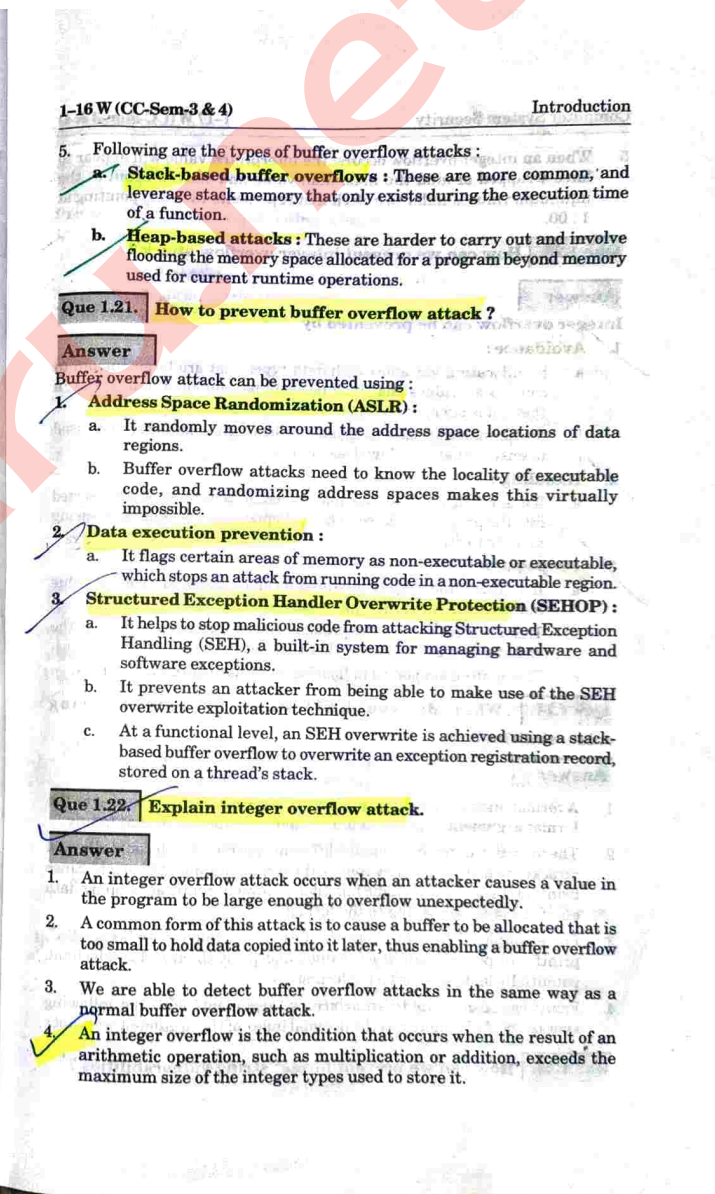 1–16 W (CC-Sem-3 & 4) Introduction
5. Following are the types of buffer overflow attacks :
a. Stack-based buffer overflows : These are more common, and
leverage stack memory that only exists during the execution time
of a function.
b. Heap-based attacks : These are harder to carry out and involve
flooding the memory space allocated for a program beyond memory
used for current runtime operations.
Que 1.21. How to prevent buffer overflow attack ?
Answer
Buffer overflow attack can be prevented using :
1. Address Space Randomization (ASLR) :
a. It randomly moves around the address space locations of data
regions.
b. Buffer overflow attacks need to know the locality of executable
code, and randomizing address spaces makes this virtually
impossible.
2. Data execution prevention :
a. It flags certain areas of memory as non-executable or executable,
which stops an attack from running code in a non-executable region.
3. Structured Exception Handler Overwrite Protection (SEHOP) :
a. It helps to stop malicious code from attacking Structured Exception
Handling (SEH), a built-in system for managing hardware and
software exceptions.
b. It prevents an attacker from being able to make use of the SEH
overwrite exploitation technique.
c. At a functional level, an SEH overwrite is achieved using a stack-
based buffer overflow to overwrite an exception registration record,
stored on a thread's stack.
Que 1.22. Explain integer overflow attack.
Answer
1. An integer overflow attack occurs when an attacker causes a value in
the program to be large enough to overflow unexpectedly.
2. A common form of this attack is to cause a buffer to be allocated that is
too small to hold data copied into it later, thus enabling a buffer overflow
attack.
3. We are able to detect buffer overflow attacks in the same way as a
normal buffer overflow attack.
4. An integer overflow is the condition that occurs when the result of an
arithmetic operation, such as multiplication or addition, exceeds the
maximum size of the integer types used to store it.